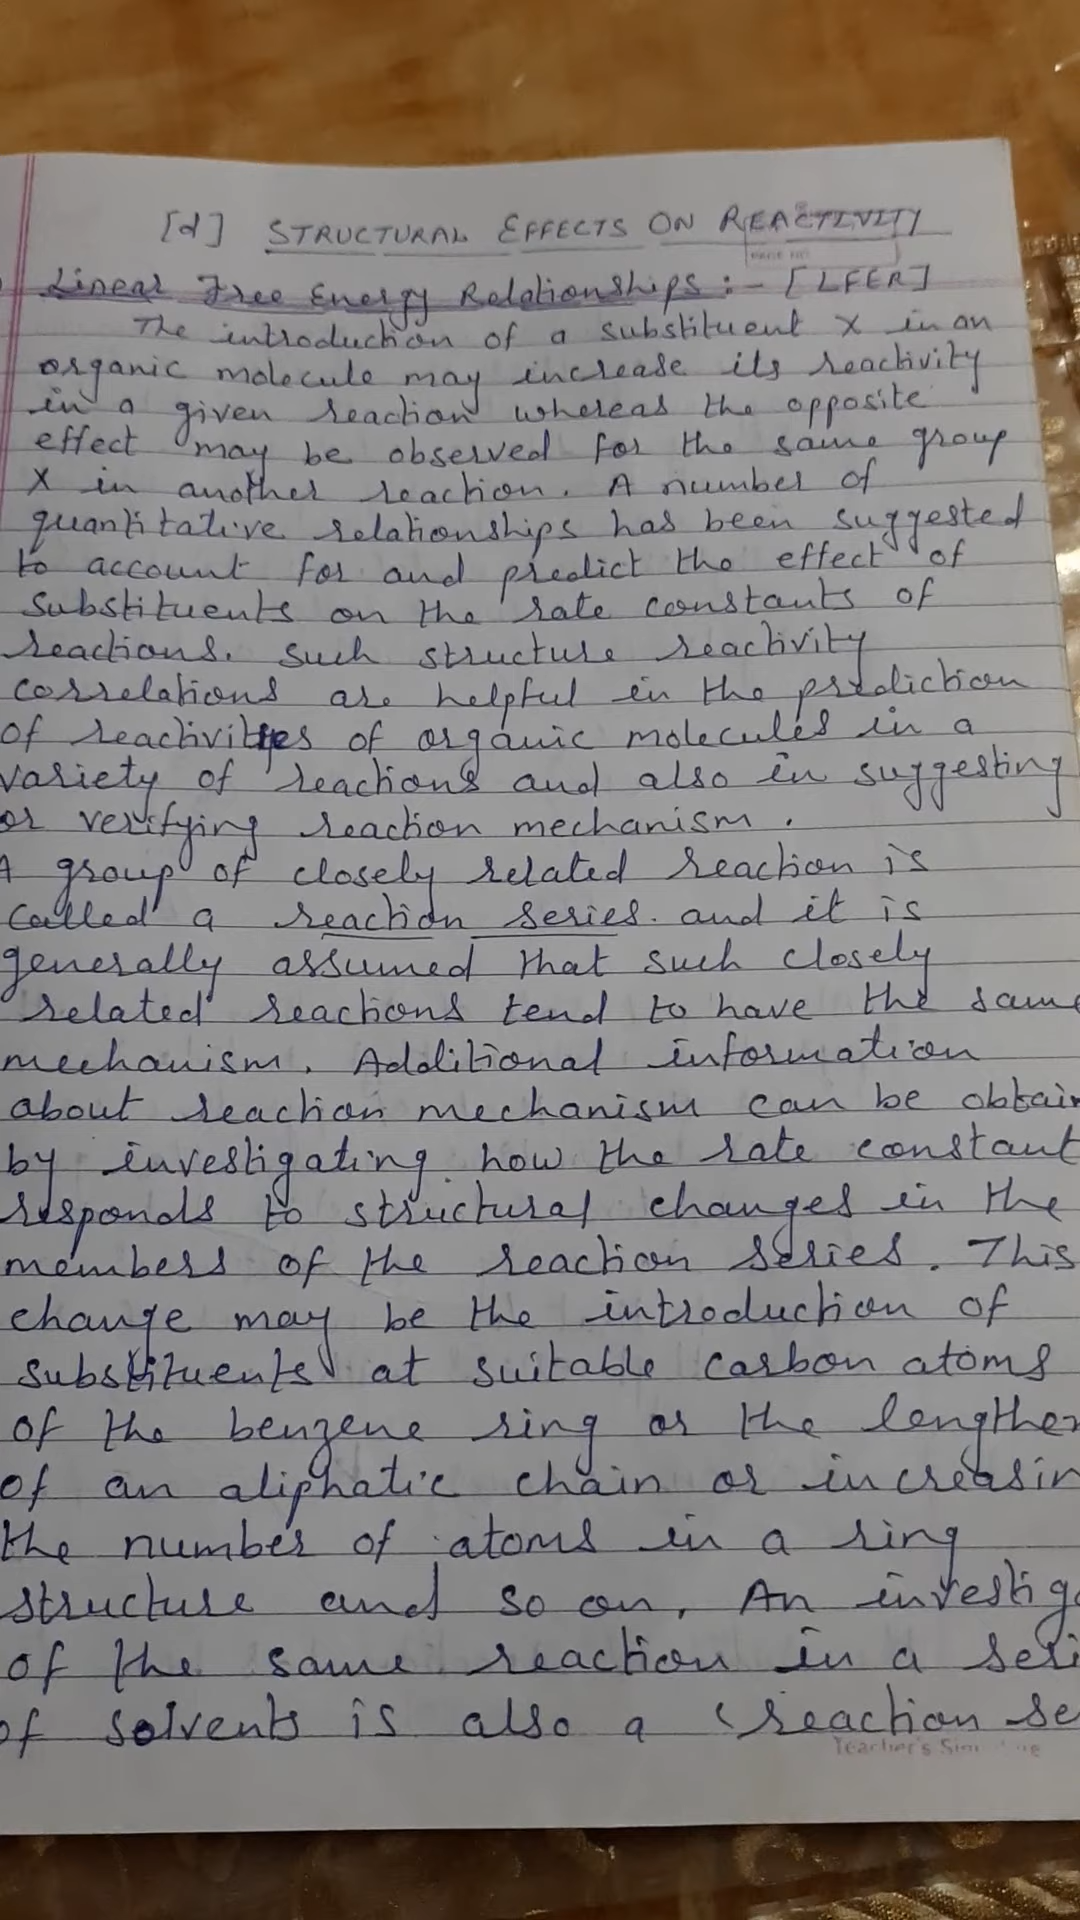 [d] STRUCTURAL EFFECTS ON REACTIVITY
PAGE NO
Linear Free Energy Relationships :- [LFER]
The introduction of a substituent X in an
organic molecule may increase its reactivity
in a given reaction whereas the opposite
effect may be observed for the same group
X in another reaction. A number of
quantitative relationships has been suggested
to account for and predict the effect of
substituents on the rate constants of
reactions. Such structure reactivity
correlations are helpful in the prediction
of reactivities of organic molecules in a
variety of reactions and also in suggesting
or verifying reaction mechanism.
A group of closely related reaction is
called a reaction series. and it is
generally assumed that such closely
related reactions tend to have the same
mechanism. Additional information
about reaction mechanism can be obtain
by investigating how the rate constant
responds to structural changes in the
members of the reaction series. This
change may be the introduction of
substituents at suitable carbon atoms
of the benzene ring or the lengthen
of an aliphatic chain or increasin
the number of atoms in a ring
structure and so on. An investiga
of the same reaction in a seri
of solvents is also a reaction se
Teacher's